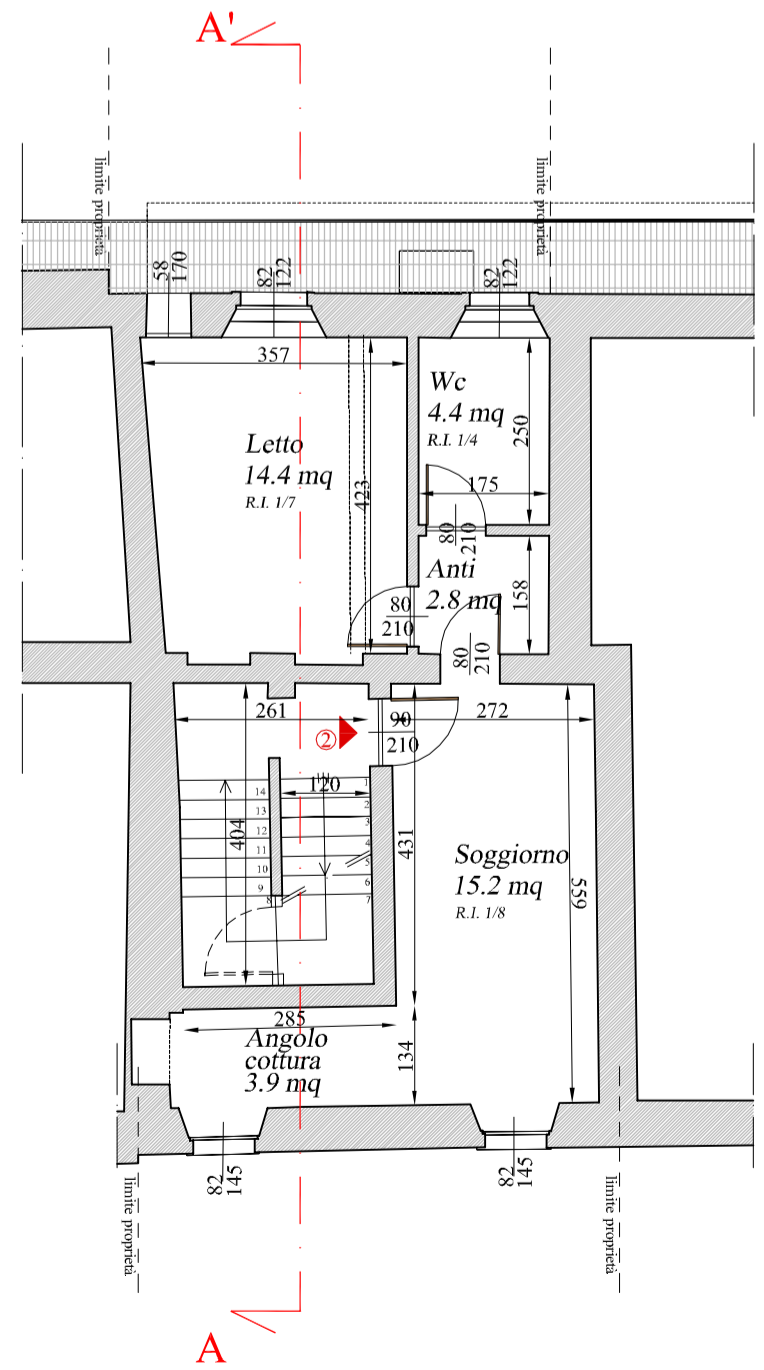 A'
limite proprietà
limite proprietà
58
170
82
122
82
122
357
Wc
4.4 mq
R.I. 1/4
250
Letto
14.4 mq
R.I. 1/7
423
175
80
210
Anti
2.8 mq
158
80
210
80
210
261
272
2
90
210
120
14
13
12
11
10
9
8
1
2
3
4
5
6
7
404
431
Soggiorno
15.2 mq
R.I. 1/8
559
285
Angolo
cottura
3.9 mq
134
82
145
82
145
limite proprietà
limite proprietà
A